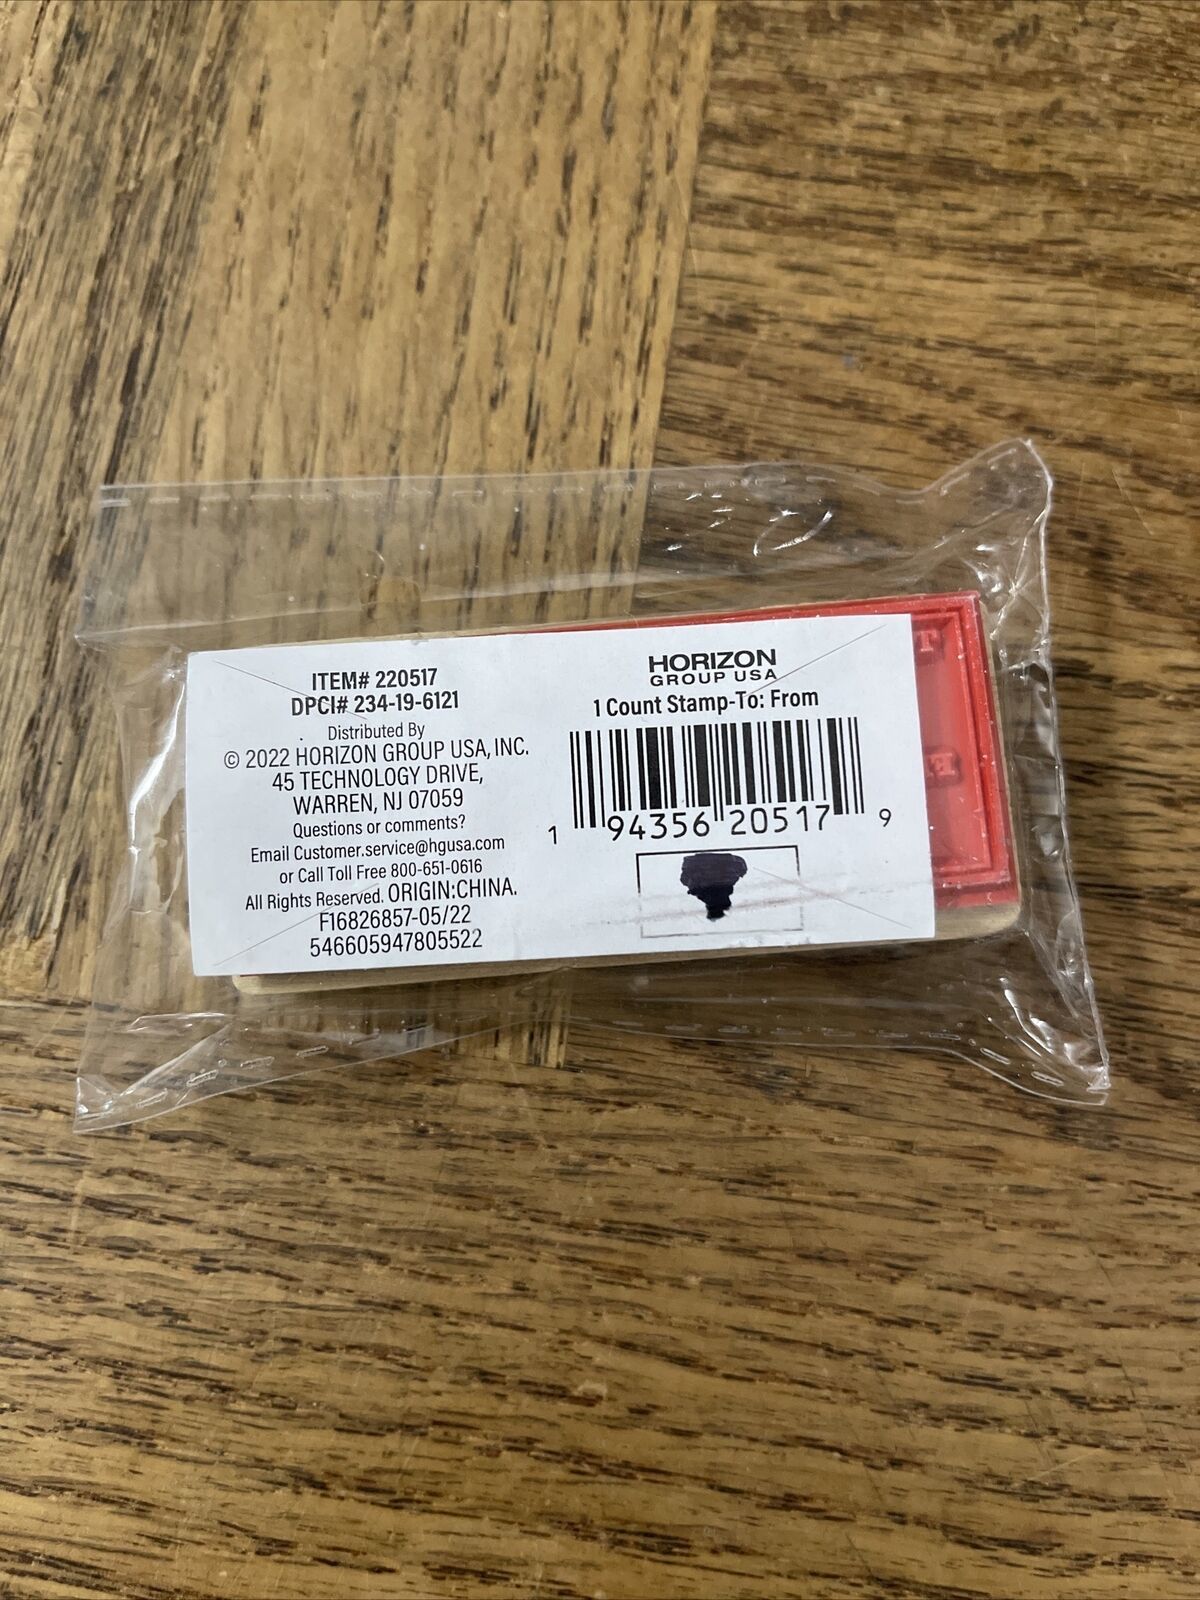 ITEM# 220517
DPCI# 234-19-6121
Distributed By
© 2022 HORIZON GROUP USA, INC.
45 TECHNOLOGY DRIVE,
WARREN, NJ 07059
Questions or comments?
Email Customer.service@hgusa.com
or Call Toll Free 800-651-0616
All Rights Reserved. ORIGIN:CHINA.
F16826857-05/22
546605947805522
HORIZON
GROUP USA
1 Count Stamp-To: From
1 94356 20517 9
T